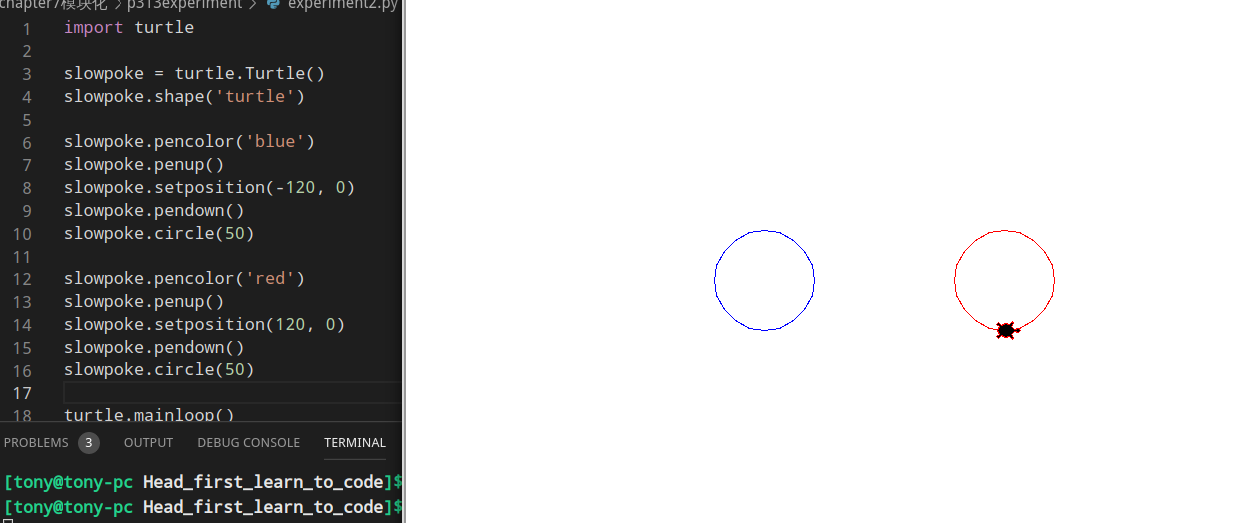 chapter7模块化 > p313experiment > experiment2.py
1 import turtle
2
3 slowpoke = turtle.Turtle()
4 slowpoke.shape('turtle')
5
6 slowpoke.pencolor('blue')
7 slowpoke.penup()
8 slowpoke.setposition(-120, 0)
9 slowpoke.pendown()
10 slowpoke.circle(50)
11
12 slowpoke.pencolor('red')
13 slowpoke.penup()
14 slowpoke.setposition(120, 0)
15 slowpoke.pendown()
16 slowpoke.circle(50)
17
18 turtle.mainloop()
PROBLEMS 3 OUTPUT DEBUG CONSOLE TERMINAL
[tony@tony-pc Head_first_learn_to_code]$
[tony@tony-pc Head_first_learn_to_code]$